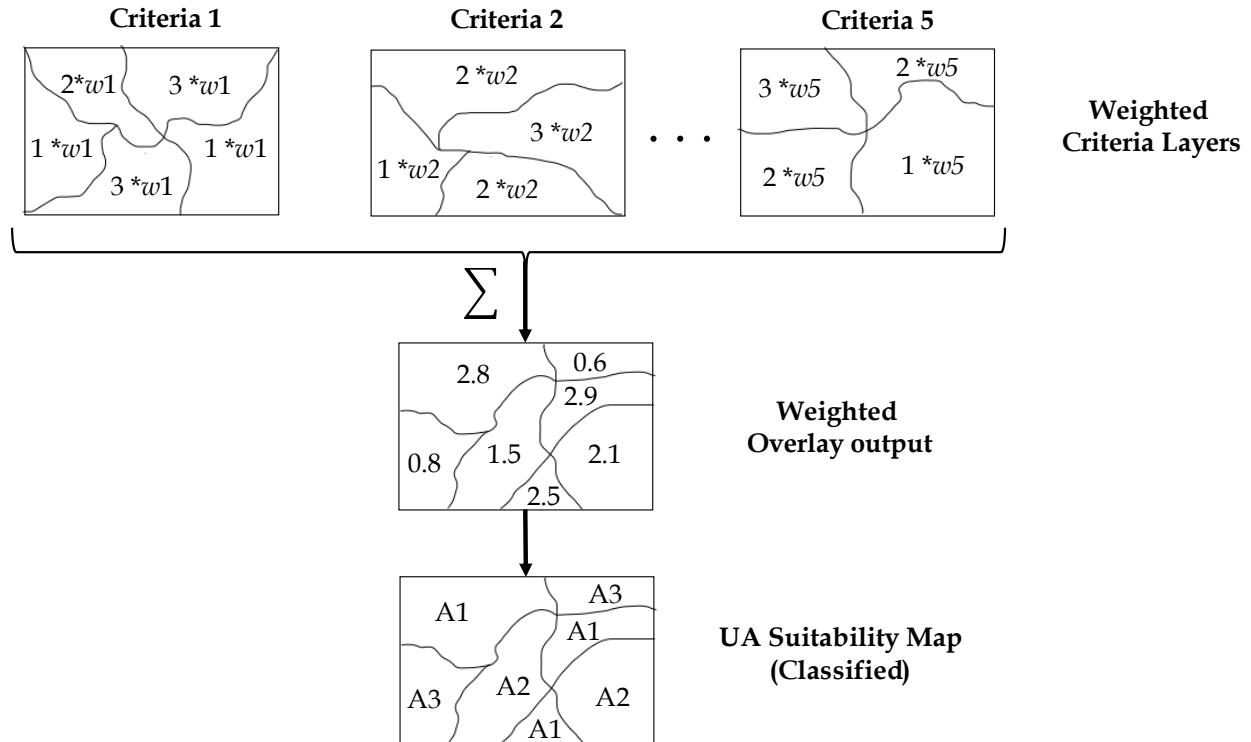 Criteria 1
Criteria 2
Criteria 5
2*w1
3 *w1
1 *w1
1 *w1
3 *w1
2 *w2
3 *w2
1 *w2
2 *w2
. . .
3 *w5
2 *w5
2 *w5
1 *w5
Weighted
Criteria Layers
∑
2.8
0.6
2.9
0.8
1.5
2.1
2.5
Weighted
Overlay output
A1
A3
A1
A3
A2
A2
A1
UA Suitability Map
(Classified)